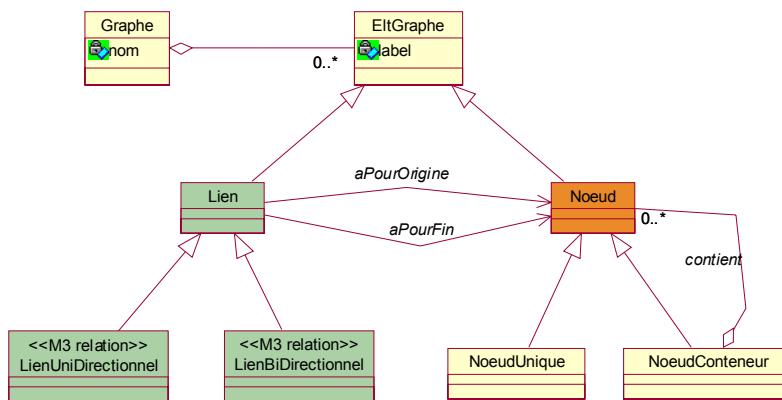 Graphe
EltGraphe
nom
label
0..*
aPourOrigine
Lien
Noeud
0..*
aPourFin
contient
<<M3 relation>>
LienUniDirectionnel
<<M3 relation>>
LienBiDirectionnel
NoeudUnique
NoeudConteneur